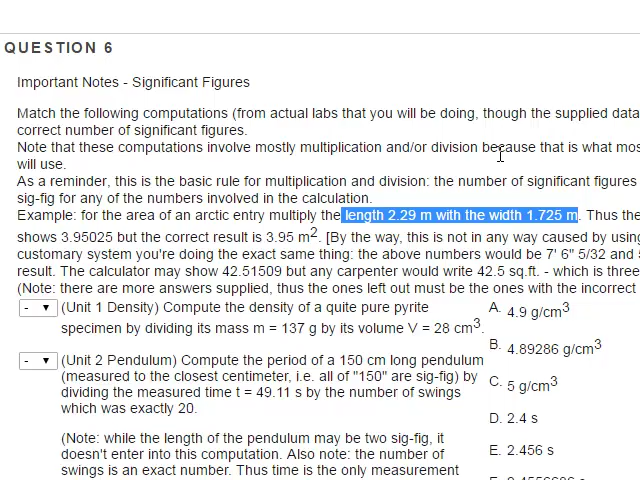 QUESTION 6
Important Notes - Significant Figures
Match the following computations (from actual labs that you will be doing, though the supplied data
correct number of significant figures.
Note that these computations involve mostly multiplication and/or division because that is what mos
will use.
As a reminder, this is the basic rule for multiplication and division: the number of significant figures
sig-fig for any of the numbers involved in the calculation.
Example: for the area of an arctic entry multiply the length 2.29 m with the width 1.725 m. Thus the
shows 3.95025 but the correct result is 3.95 m². [By the way, this is not in any way caused by using
customary system you're doing the exact same thing: the above numbers would be 7' 6" 5/32 and
result. The calculator may show 42.51509 but any carpenter would write 42.5 sq.ft. - which is three
(Note: there are more answers supplied, thus the ones left out must be the ones with the incorrect
- (Unit 1 Density) Compute the density of a quite pure pyrite
specimen by dividing its mass m = 137 g by its volume V = 28 cm³.
- (Unit 2 Pendulum) Compute the period of a 150 cm long pendulum
(measured to the closest centimeter, i.e. all of "150" are sig-fig) by
dividing the measured time t = 49.11 s by the number of swings
which was exactly 20.
(Note: while the length of the pendulum may be two sig-fig, it
doesn't enter into this computation. Also note: the number of
swings is an exact number. Thus time is the only measurement
A. 4.9 g/cm³
B. 4.89286 g/cm³
C. 5 g/cm³
D. 2.4 s
E. 2.456 s